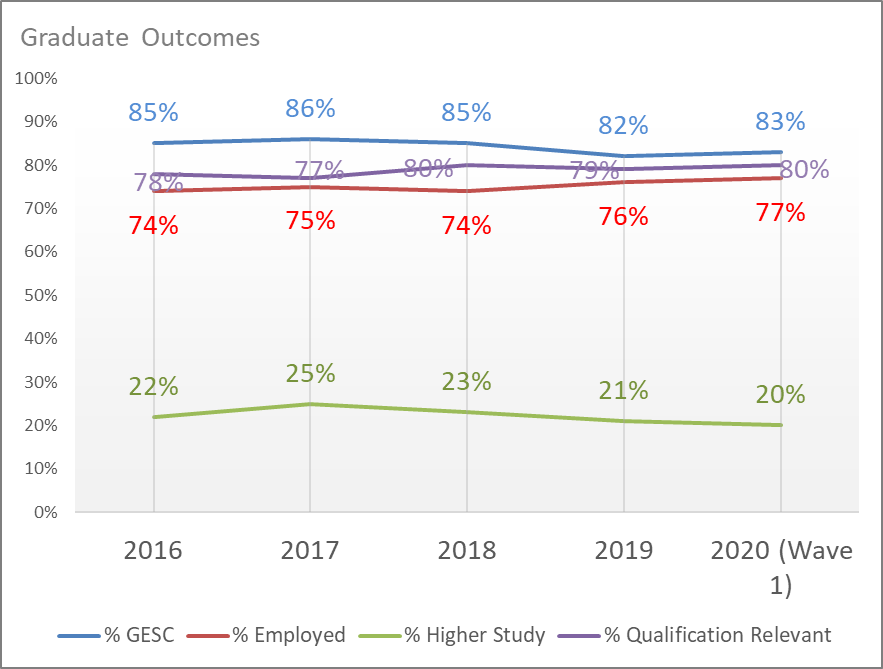 Graduate Outcomes
100%
90%
80%
70%
60%
50%
40%
30%
20%
10%
0%
85% 86% 85% 82% 83%
78% 77% 80% 79% 80%
74% 75% 74% 76% 77%
22% 25% 23% 21% 20%
2016 2017 2018 2019 2020 (Wave
1)
% GESC % Employed % Higher Study % Qualification Relevant